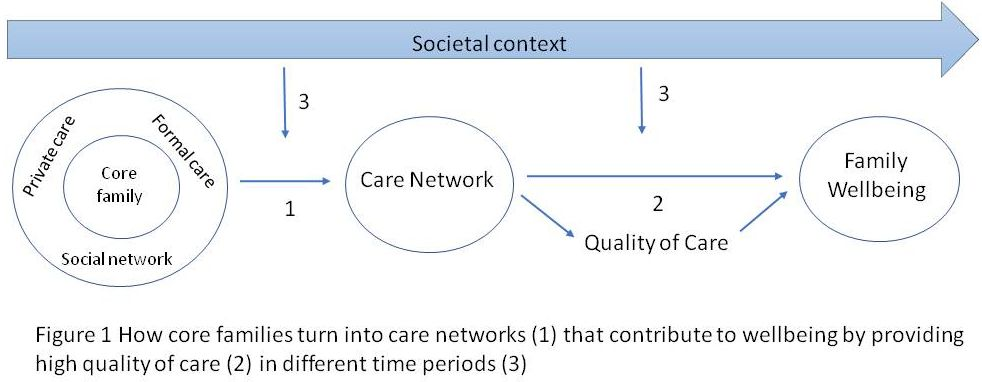 Societal context
3
3
Private care
Formal care
Core
family
Social network
1
Care Network
2
Quality of Care
Family
Wellbeing
Figure 1 How core families turn into care networks (1) that contribute to wellbeing by providing
high quality of care (2) in different time periods (3)